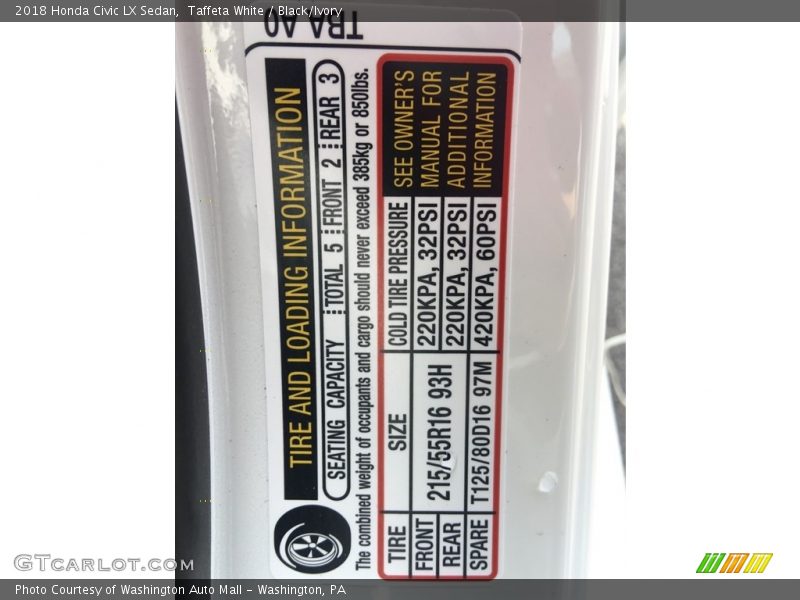 2018 Honda Civic LX Sedan,  Taffeta White / Black/Ivory
TBA A0
TIRE AND LOADING INFORMATION
SEATING CAPACITY TOTAL 5 FRONT 2 REAR 3
The combined weight of occupants and cargo should never exceed 385kg or 850lbs.
TIRE SIZE COLD TIRE PRESSURE
FRONT 215/55R16 93H 220KPA, 32PSI
REAR 220KPA, 32PSI
SPARE T125/80D16 97M 420KPA, 60PSI
SEE OWNER'S
MANUAL FOR
ADDITIONAL
INFORMATION
GTCarLot.com
Photo Courtesy of Washington Auto Mall – Washington, PA